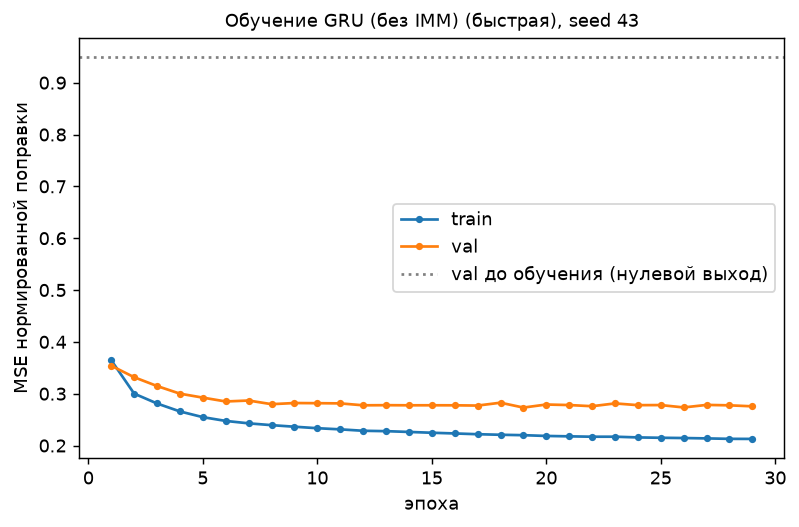 Обучение GRU (без IMM) (быстрая), seed 43
MSE нормированной поправки
0.9
0.8
0.7
0.6
0.5
0.4
0.3
0.2
train
val
val до обучения (нулевой выход)
0 5 10 15 20 25 30
эпоха